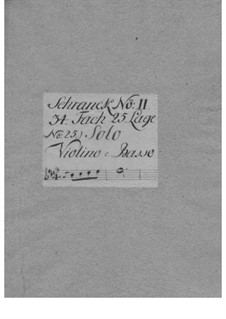 Schranck No: II.
34. Fach 25 Lage
No: 25.) Solo
Violino e Basso